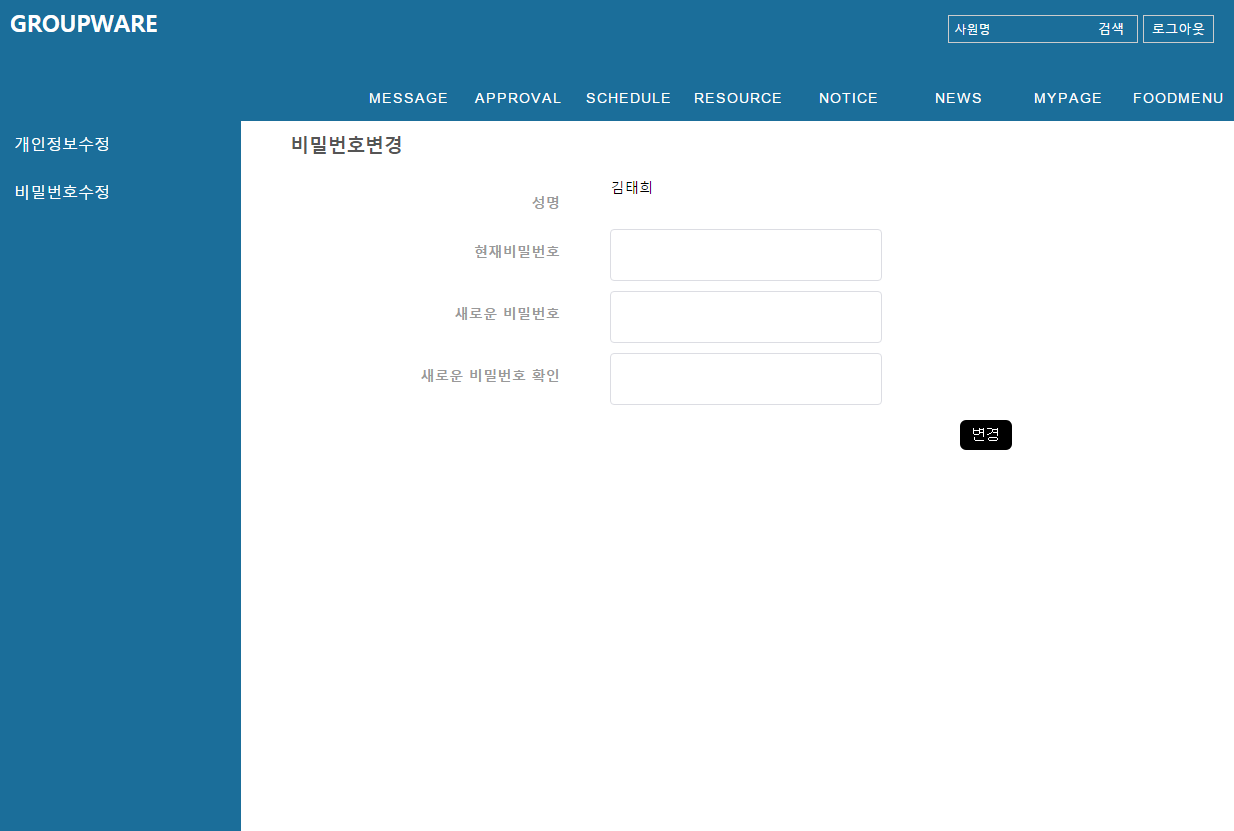 GROUPWARE
사원명 검색 로그아웃
MESSAGE APPROVAL SCHEDULE RESOURCE NOTICE NEWS MYPAGE FOODMENU
개인정보수정
비밀번호수정
비밀번호변경
성명 김태희
현재비밀번호
새로운 비밀번호
새로운 비밀번호 확인
변경